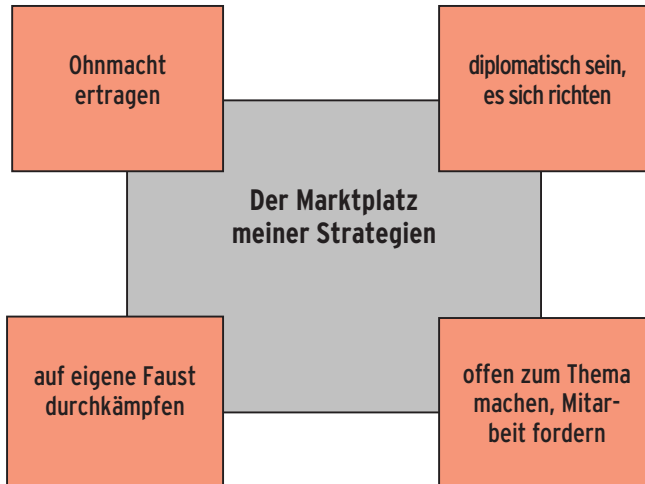 Ohnmacht
ertragen
diplomatisch sein,
es sich richten
Der Marktplatz
meiner Strategien
auf eigene Faust
durchkämpfen
offen zum Thema
machen, Mitar-
beit fordern